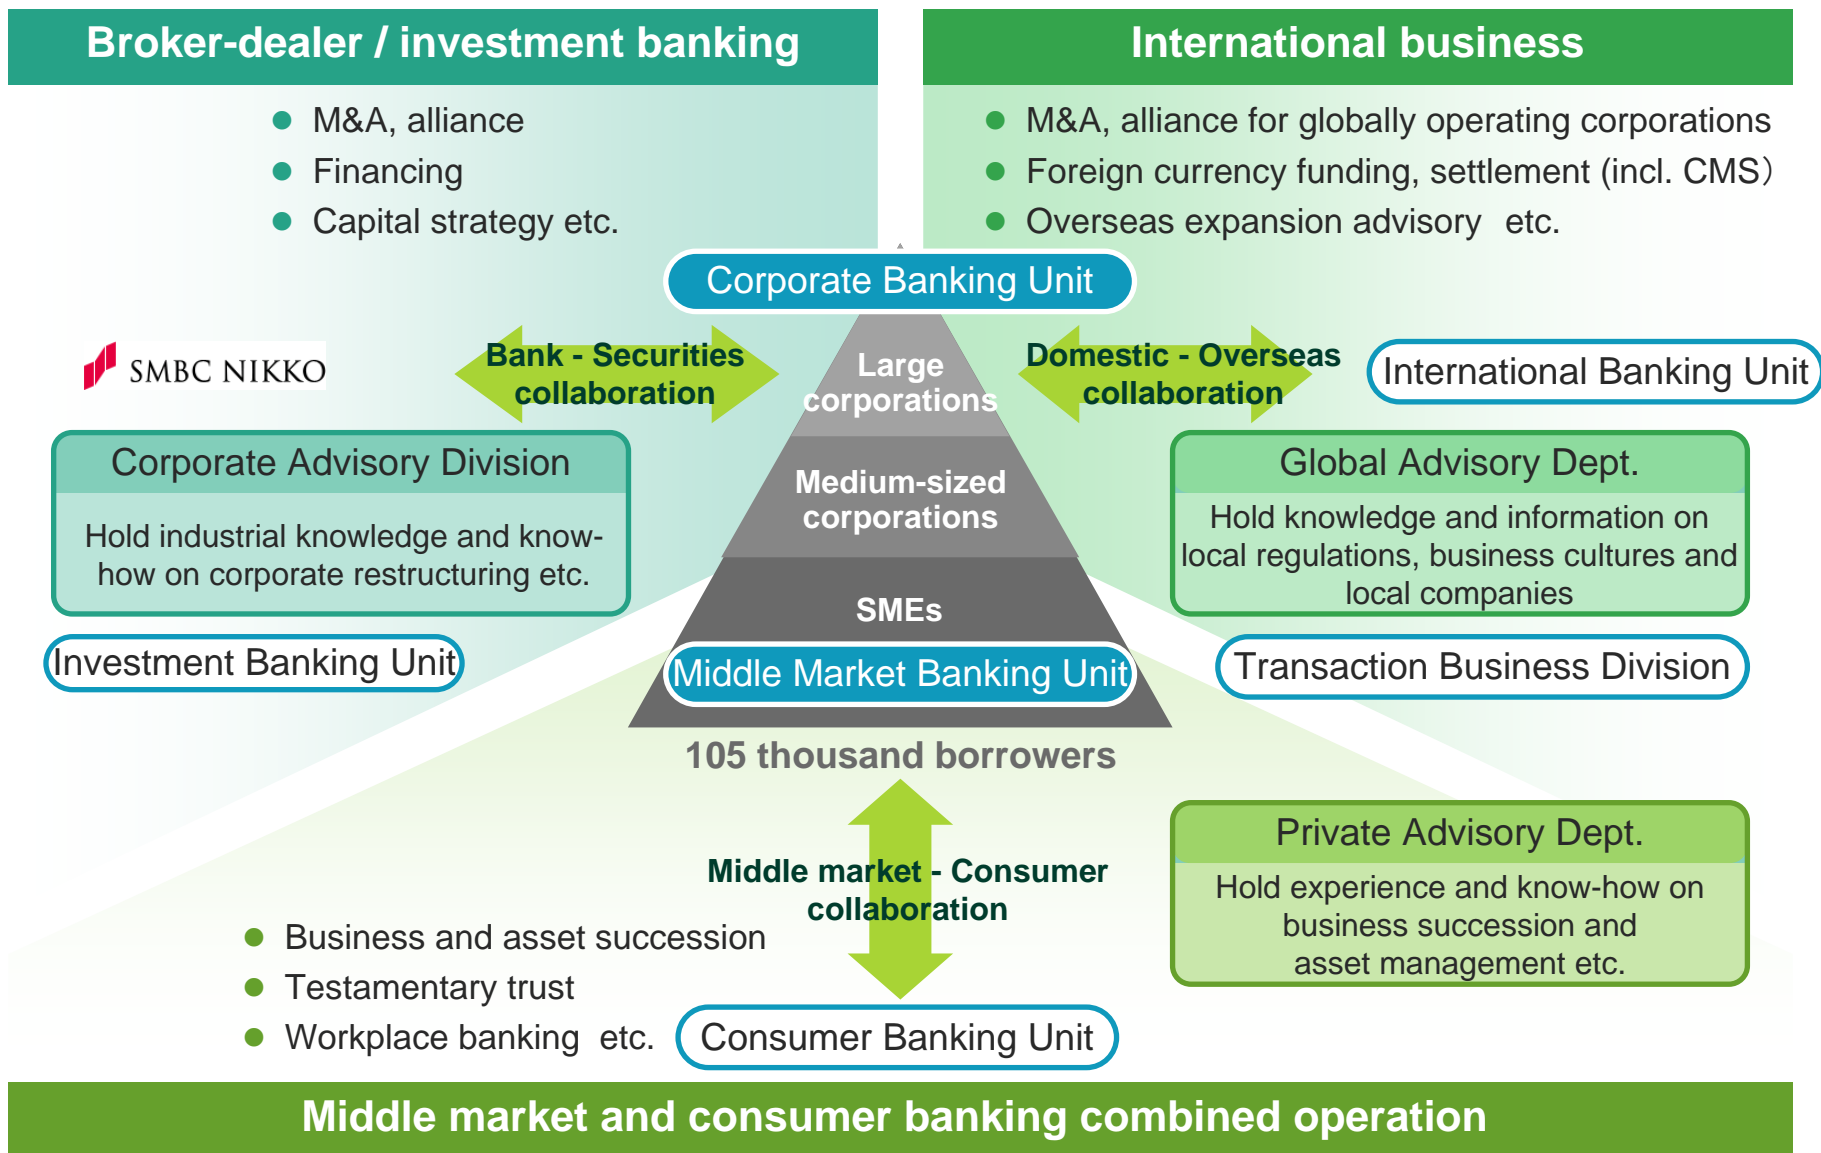 Broker-dealer / investment banking
International business
● M&A, alliance
● Financing
● Capital strategy etc.
● M&A, alliance for globally operating corporations
● Foreign currency funding, settlement (incl. CMS）
● Overseas expansion advisory etc.
Corporate Banking Unit
SMBC NIKKO
Bank - Securities
collaboration
Large
corporations
Domestic - Overseas
collaboration
International Banking Unit
Corporate Advisory Division
Hold industrial knowledge and know-
how on corporate restructuring etc.
Medium-sized
corporations
Global Advisory Dept.
Hold knowledge and information on
local regulations, business cultures and
local companies
SMEs
Investment Banking Unit
Middle Market Banking Unit
Transaction Business Division
105 thousand borrowers
Middle market - Consumer
collaboration
Private Advisory Dept.
Hold experience and know-how on
business succession and
asset management etc.
● Business and asset succession
● Testamentary trust
● Workplace banking etc.
Consumer Banking Unit
Middle market and consumer banking combined operation